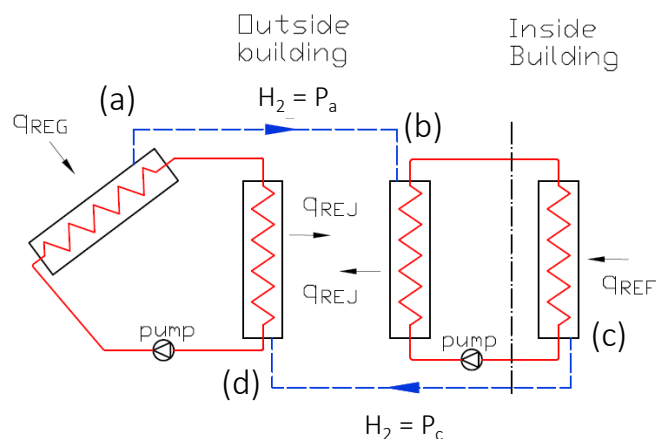 Outside
building
Inside
Building
(a)
H2 = Pa
(b)
qREG
qREJ
qREJ
qREF
pump
pump
(c)
(d)
H2 = Pc